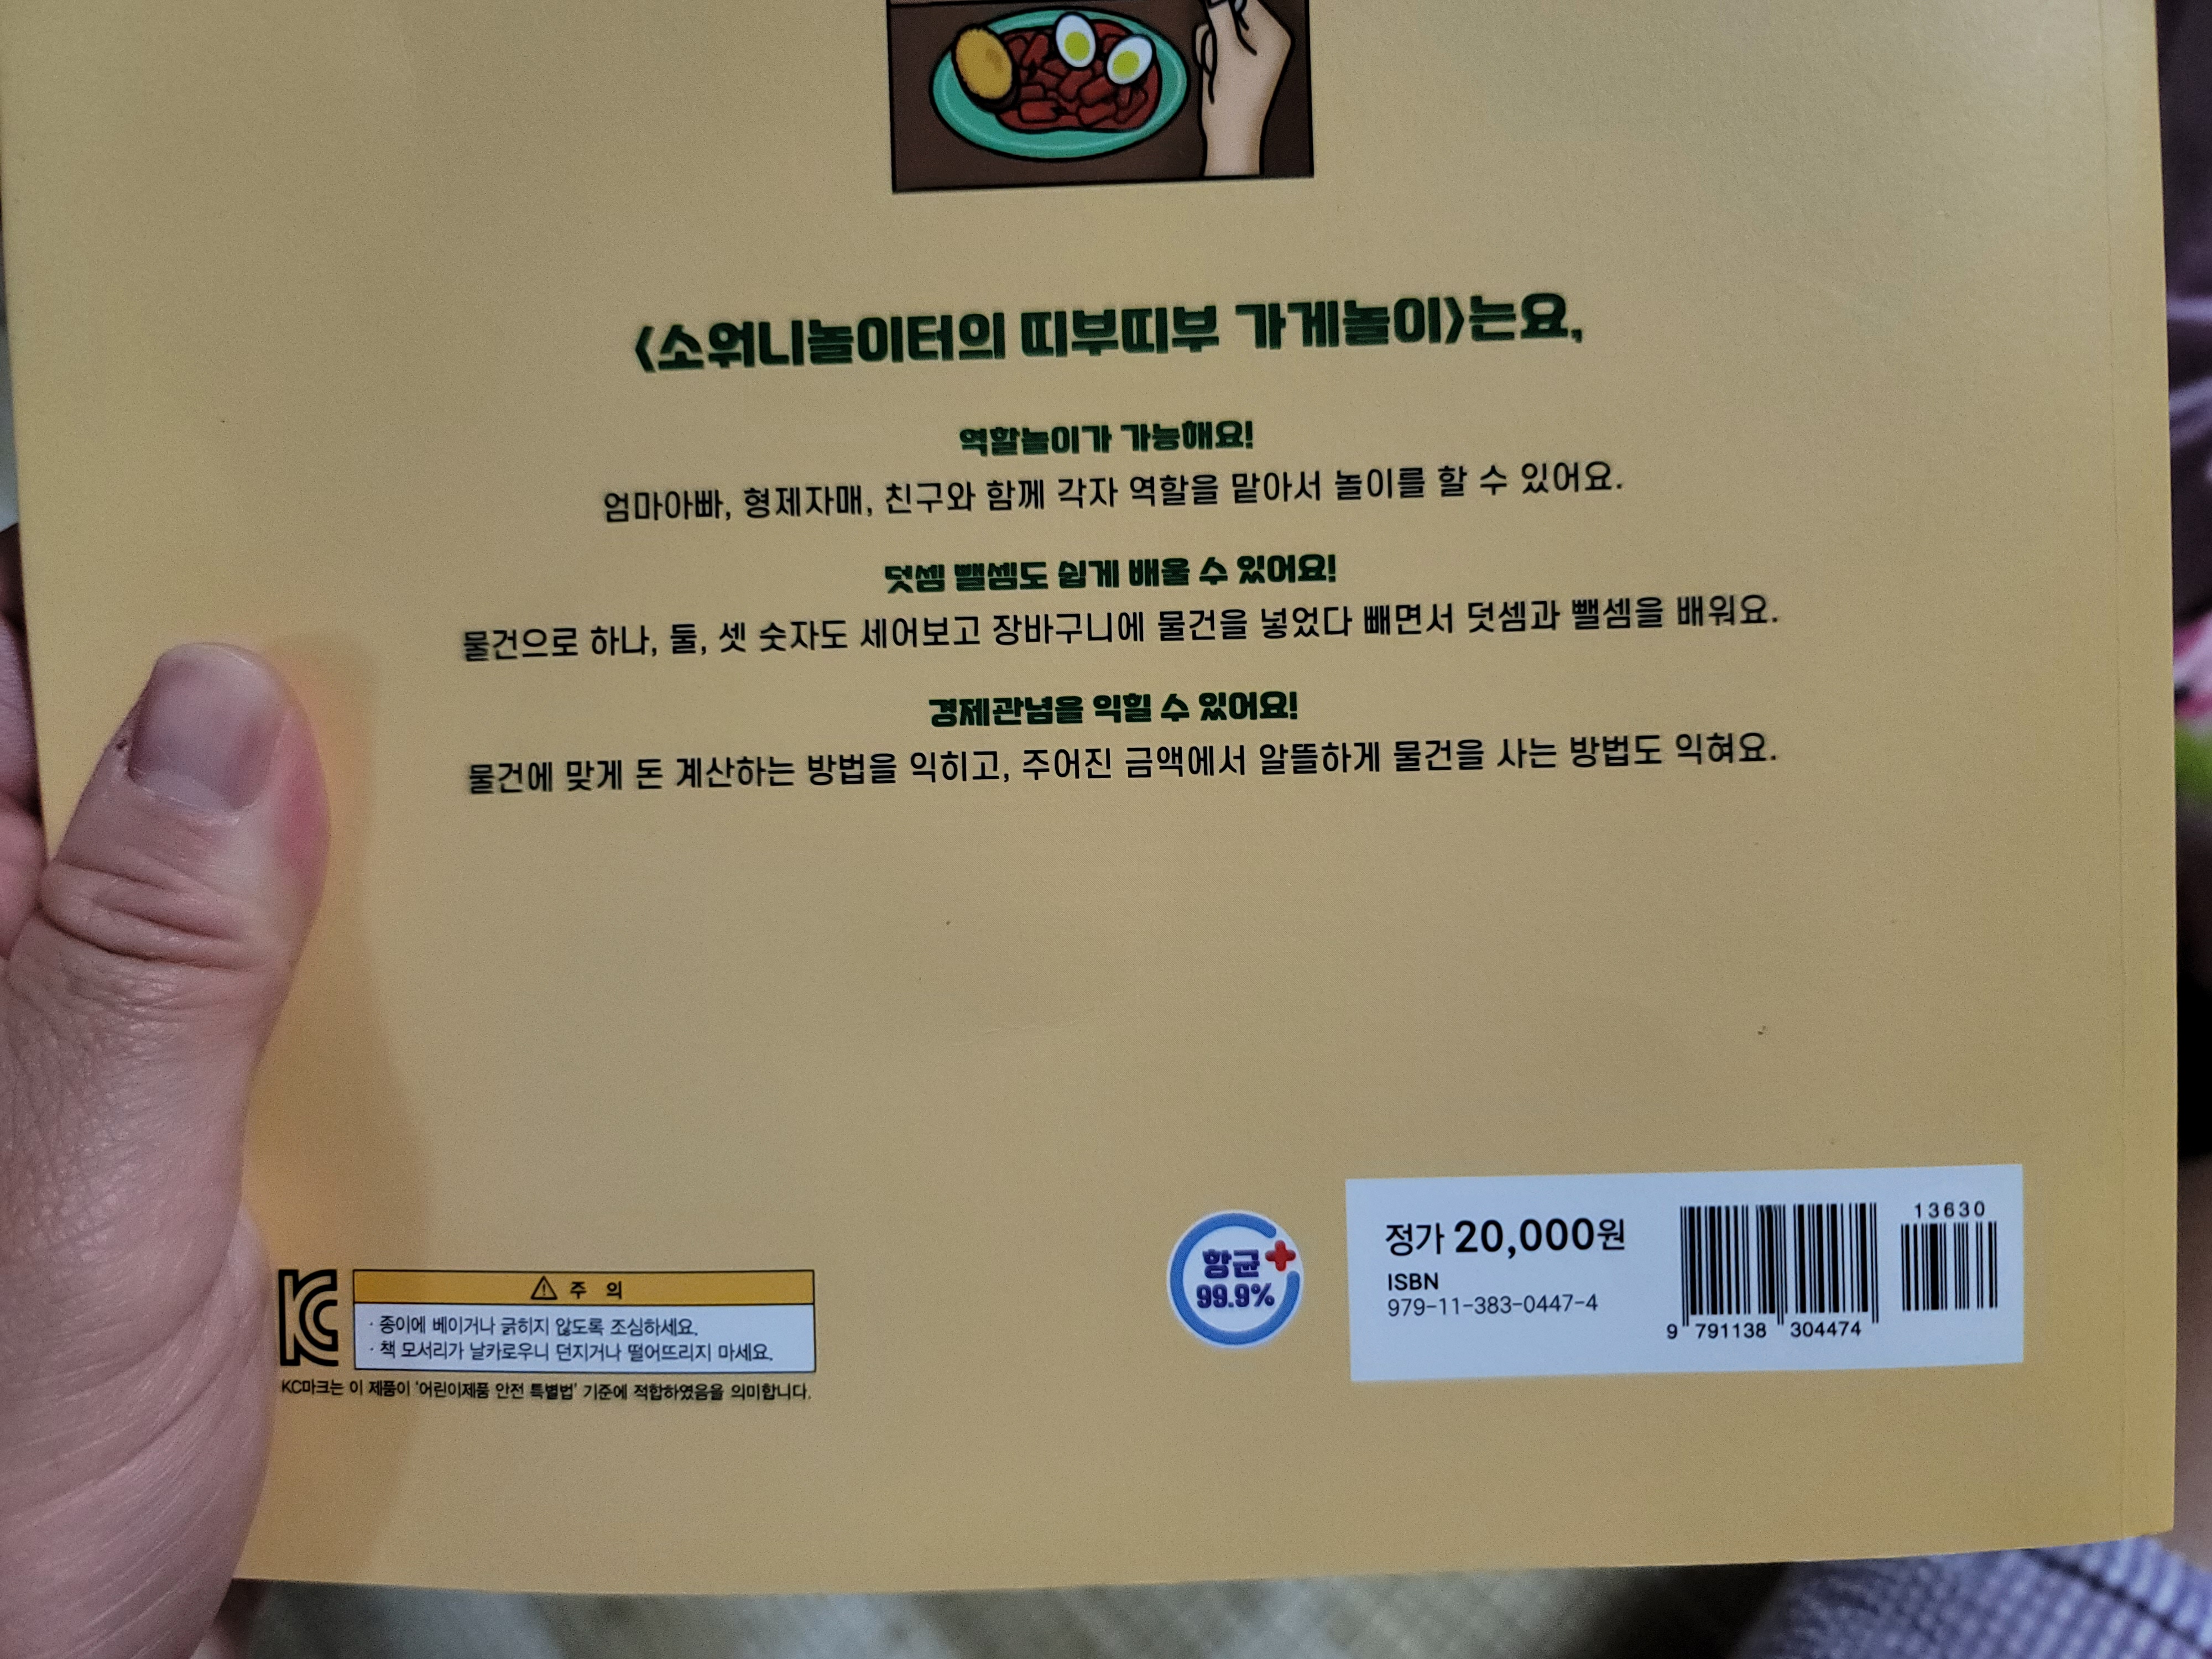 <소워니놀이터의 띠부띠부 가게놀이>는요,
역할놀이가 가능해요!
엄마아빠, 형제자매, 친구와 함께 각자 역할을 맡아서 놀이를 할 수 있어요.
덧셈 뺄셈도 쉽게 배울 수 있어요!
물건으로 하나, 둘, 셋 숫자도 세어보고 장바구니에 물건을 넣었다 빼면서 덧셈과 뺄셈을 배워요.
경제관념을 익힐 수 있어요!
물건에 맞게 돈 계산하는 방법을 익히고, 주어진 금액에서 알뜰하게 물건을 사는 방법도 익혀요.
KC
주 의
· 종이에 베이거나 긁히지 않도록 조심하세요.
· 책 모서리가 날카로우니 던지거나 떨어뜨리지 마세요.
KC마크는 이 제품이 '어린이제품 안전 특별법' 기준에 적합하였음을 의미합니다.
항균+
99.9%
정가 20,000원
ISBN
979-11-383-0447-4
13630
9 791138 304474